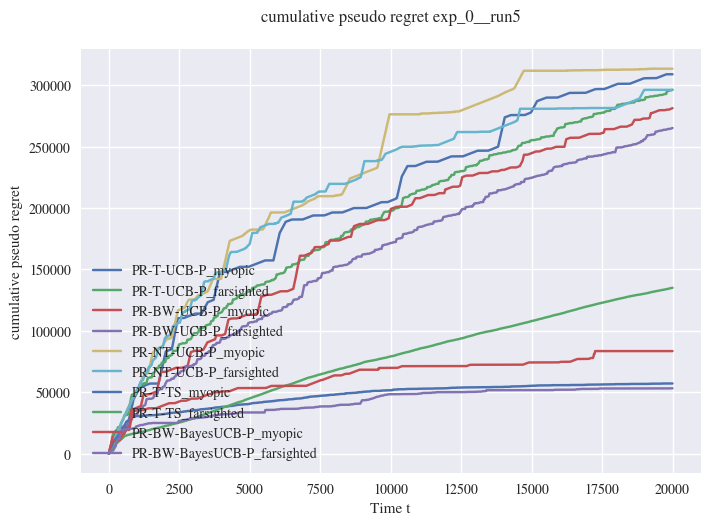 cumulative pseudo regret exp_0__run5
cumulative pseudo regret
300000
250000
200000
150000
100000
50000
0
PR-T-UCB-P_myopic
PR-T-UCB-P_farsighted
PR-BW-UCB-P_myopic
PR-BW-UCB-P_farsighted
PR-NT-UCB-P_myopic
PR-NT-UCB-P_farsighted
PR-T-TS_myopic
PR-T-TS_farsighted
PR-BW-BayesUCB-P_myopic
PR-BW-BayesUCB-P_farsighted
0 2500 5000 7500 10000 12500 15000 17500 20000
Time t